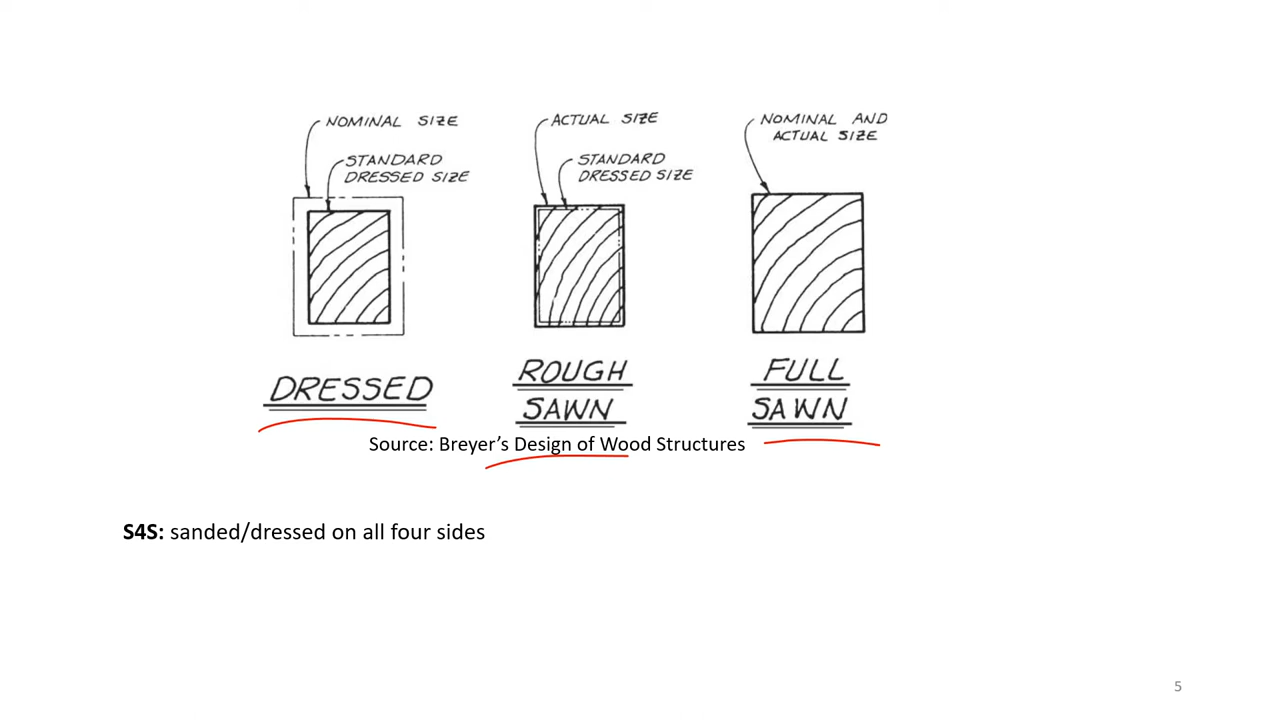 NOMINAL SIZE
STANDARD
DRESSED SIZE
DRESSED
ACTUAL SIZE
STANDARD
DRESSED SIZE
ROUGH
SAWN
NOMINAL AND
ACTUAL SIZE
FULL
SAWN
Source: Breyer’s Design of Wood Structures
S4S: sanded/dressed on all four sides
5